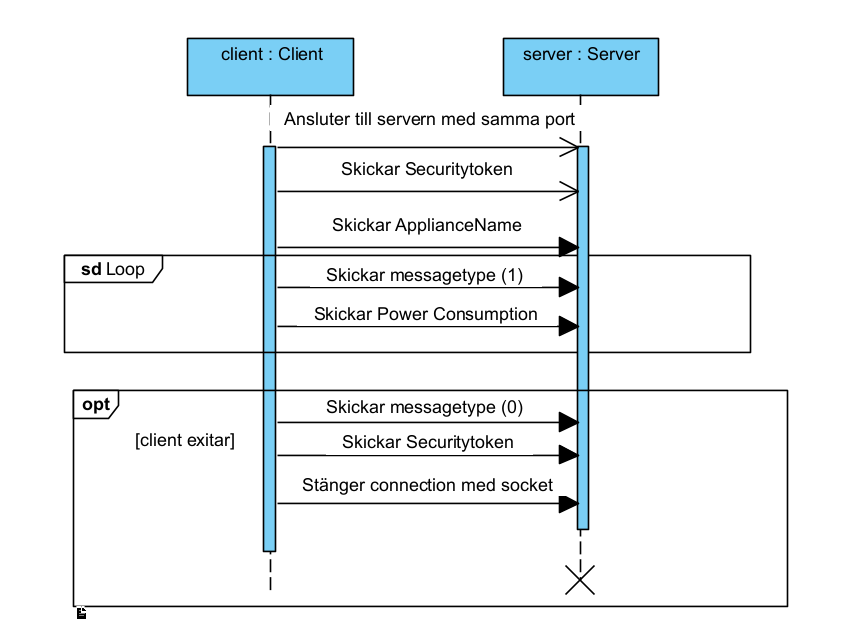 client : Client
server : Server
Ansluter till servern med samma port
Skickar Securitytoken
Skickar ApplianceName
sd Loop
Skickar messagetype (1)
Skickar Power Consumption
opt
Skickar messagetype (0)
[client exitar]
Skickar Securitytoken
Stänger connection med socket